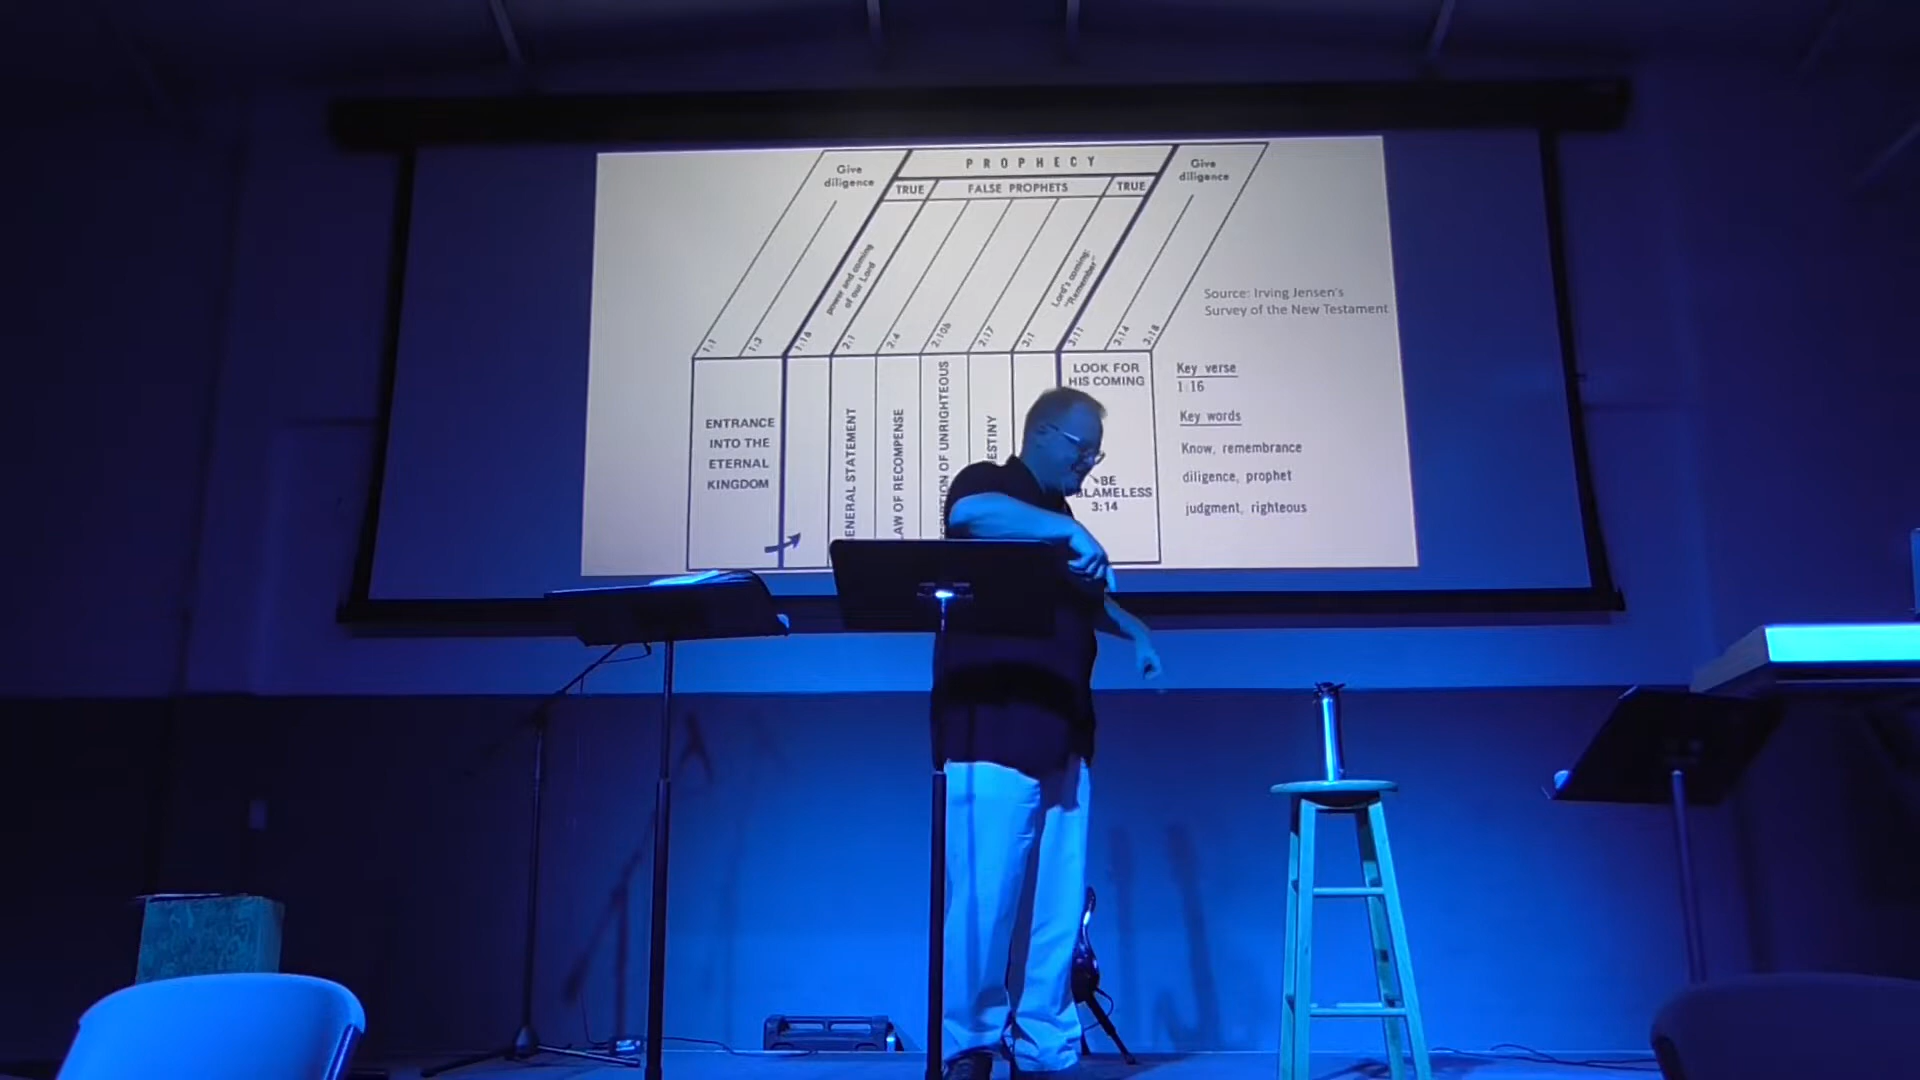 Give
diligence
PROPHECY
Give
diligence
TRUE
FALSE PROPHETS
TRUE
power and coming
of our Lord
Lord's coming:
"Remember"
1:1
1:3
1:16
2:1
2:4
2:10b
2:17
3:1
3:11
3:14
3:18
Source: Irving Jensen's
Survey of the New Testament
ENTRANCE
INTO THE
ETERNAL
KINGDOM
GENERAL STATEMENT
LAW OF RECOMPENSE
OF UNRIGHTEOUS
LOOK FOR
HIS COMING
BE
BLAMELESS
3:14
Key verse
1:16
Key words
Know, remembrance
diligence, prophet
judgment, righteous